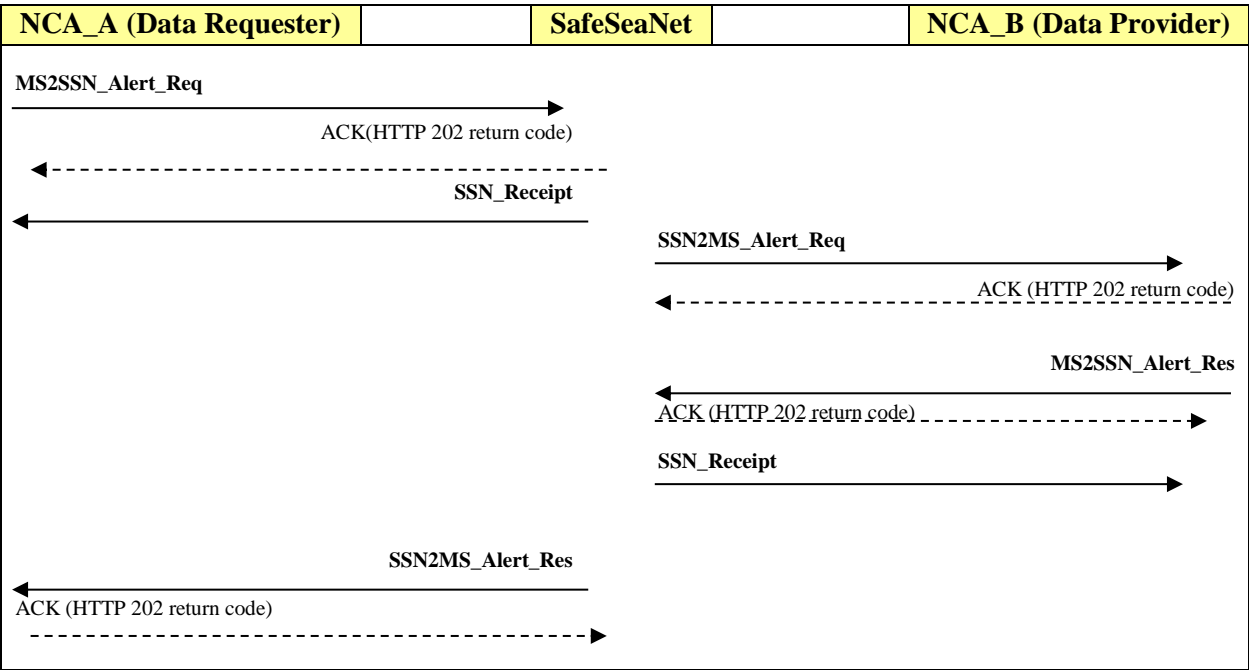 NCA_A (Data Requester) SafeSeaNet NCA_B (Data Provider)
MS2SSN_Alert_Req
ACK(HTTP 202 return code)
SSN_Receipt
SSN2MS_Alert_Req
ACK (HTTP 202 return code)
MS2SSN_Alert_Res
ACK (HTTP 202 return code)
SSN_Receipt
SSN2MS_Alert_Res
ACK (HTTP 202 return code)